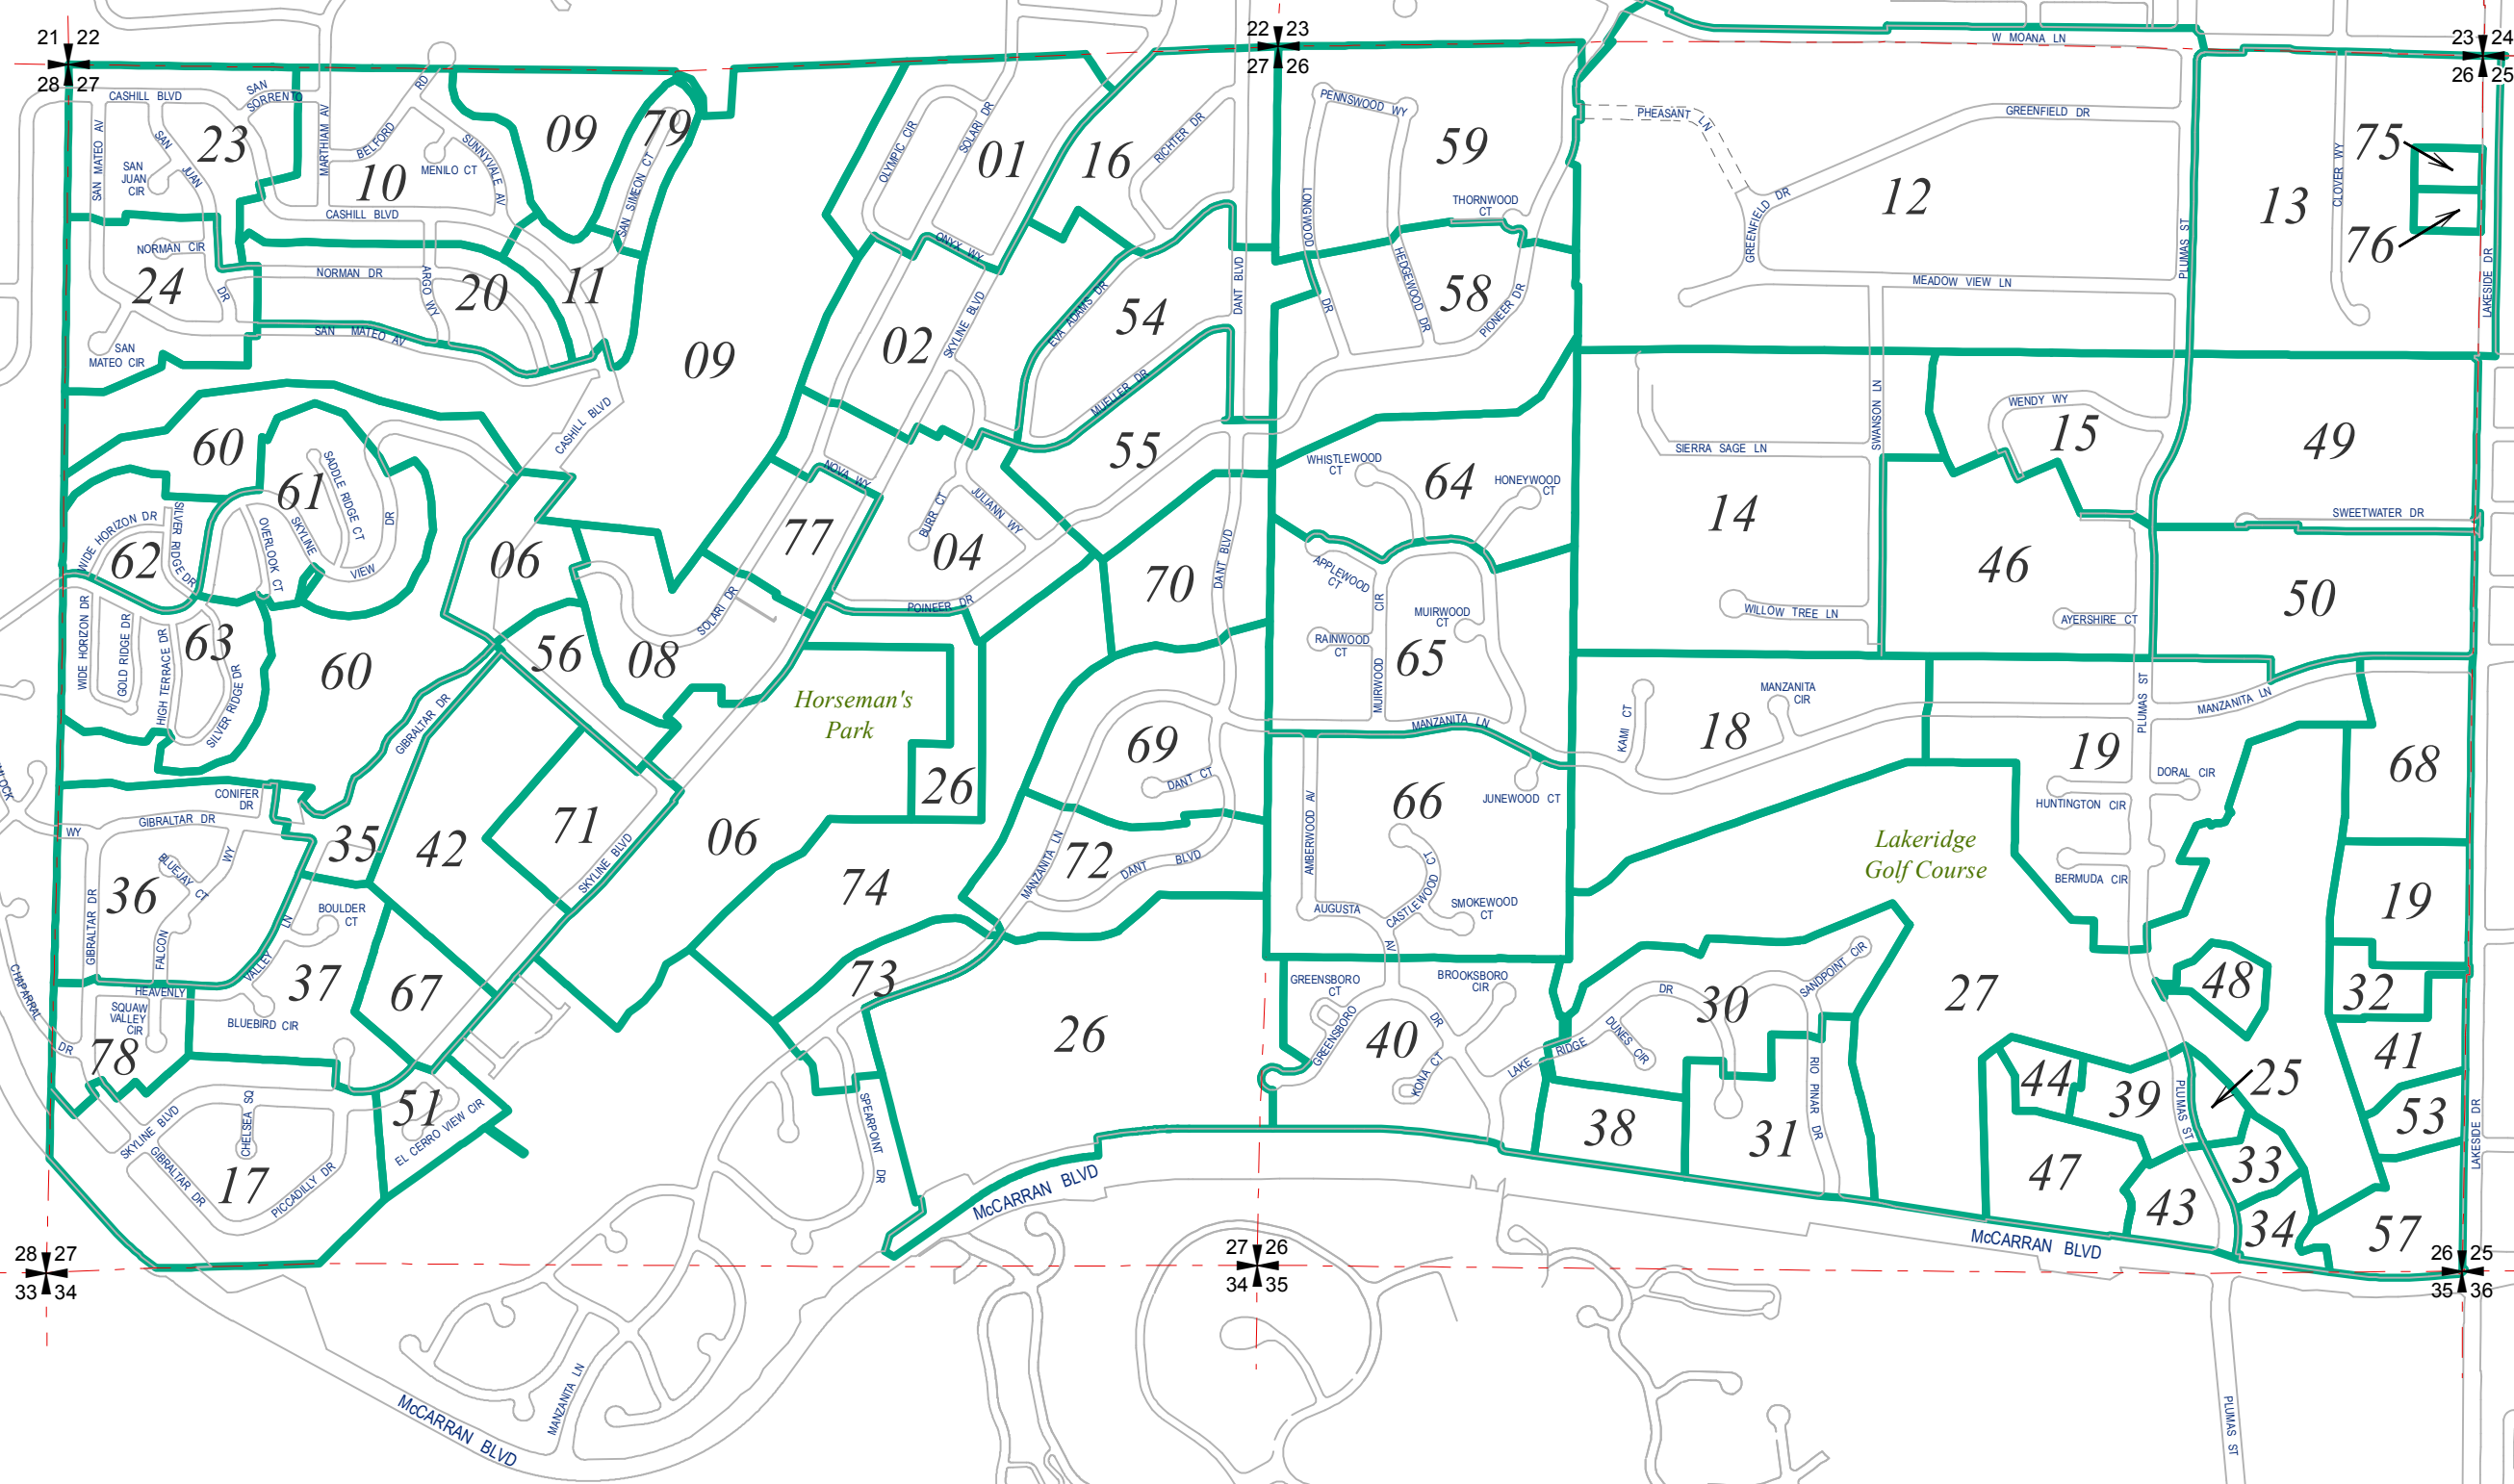 21 22
28 27
22 23
27 26
23 24
26 25
W MOANA LN
CASHILL BLVD
SAN
SORRENTO
RD
SAN MATEO AV
SAN
JUAN
23
SAN
JUAN
CIR
MARTHIAM AV
BELFORD
10
MENILO CT
SUNNYVALE AV
09
79
SAN SIMEON CT
CASHILL BLVD
OLYMPIC CIR
SOLARI DR
01
16
RICHTER DR
PENNSWOOD WY
59
PHEASANT LN
GREENFIELD DR
12
GREENFIELD DR
CLOVER WY
75
13
76
PLUMAS ST
LAKESIDE DR
LONGWOOD
DR
THORNWOOD
CT
HEDGEWOOD DR
58
PIONEER DR
MEADOW VIEW LN
NORMAN CIR
24
DR
NORMAN DR
ARGO WY
20
11
ONYX WY
SAN
MATEO CIR
SAN MATEO AV
09
02
SKYLINE BLVD
EVA ADAMS DR
54
DANT BLVD
MUELLER DR
CASHILL BLVD
60
61
SADDLE RIDGE CT
DR
SKYLINE
VIEW
OVERLOOK CT
WIDE HORIZON DR
SILVER RIDGE DR
62
06
NOVA WY
77
BURR CT
JULIANN WY
04
55
DANT BLVD
70
WHISTLEWOOD
CT
64
HONEYWOOD
CT
APPLEWOOD
CT
MUIRWOOD
CIR
MUIRWOOD
CT
RAINWOOD
CT
65
SIERRA SAGE LN
SWANSON LN
14
WILLOW TREE LN
WENDY WY
15
46
AYERSHIRE CT
49
SWEETWATER DR
50
WIDE HORIZON DR
GOLD RIDGE DR
HIGH TERRACE DR
63
SILVER RIDGE DR
60
GIBRALTAR DR
56
08
SOLARI DR
POINEER DR
Horseman's
Park
26
69
DANT CT
MANZANITA LN
KAMI CT
18
MANZANITA
CIR
PLUMAS ST
MANZANITA LN
19
DORAL CIR
HUNTINGTON CIR
BERMUDA CIR
68
CONIFER
DR
GIBRALTAR DR
WY
WY
BLUEJAY CT
36
GIBRALTAR DR
FALCON
35
42
71
SKYLINE BLVD
06
74
72
MANZANITA LN
DANT BLVD
66
AMBERWOOD AV
JUNEWOOD CT
CASTLEWOOD CT
AUGUSTA
AV
SMOKEWOOD
CT
Lakeridge
Golf Course
19
BOULDER
CT
VALLEY LN
37
HEAVENLY
BLUEBIRD CIR
SQUAW
VALLEY
CIR
78
CHAPARRAL
DR
67
73
26
GREENSBORO
CT
GREENSBORO
BROOKSBORO
CIR
DR
40
KONA CT
LAKE RIDGE DR
DUNES CIR
30
SANDPOINT CIR
27
48
32
41
38
31
RIO PINAR DR
44
39
25
PLUMAS ST
47
43
33
34
53
57
LAKESIDE DR
51
EL CERRO VIEW CIR
CHELSEA SQ
SKYLINE BLVD
GIBRALTAR DR
17
PICCADILLY DR
SPEARPOINT DR
McCARRAN BLVD
McCARRAN BLVD
28 27
33 34
27 26
34 35
26 25
35 36
MANZANITA LN
McCARRAN BLVD
PLUMAS ST